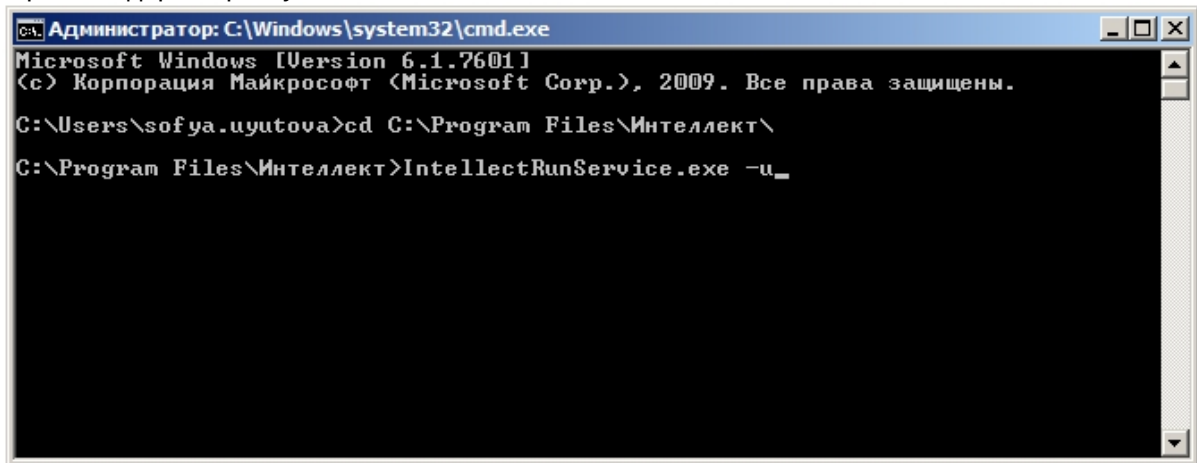 Администратор: C:\Windows\system32\cmd.exe
Microsoft Windows [Version 6.1.7601]
(c) Корпорация Майкрософт (Microsoft Corp.), 2009. Все права защищены.
C:\Users\sofya.uyutova>cd C:\Program Files\Интеллект\
C:\Program Files\Интеллект>IntellectRunService.exe -u_